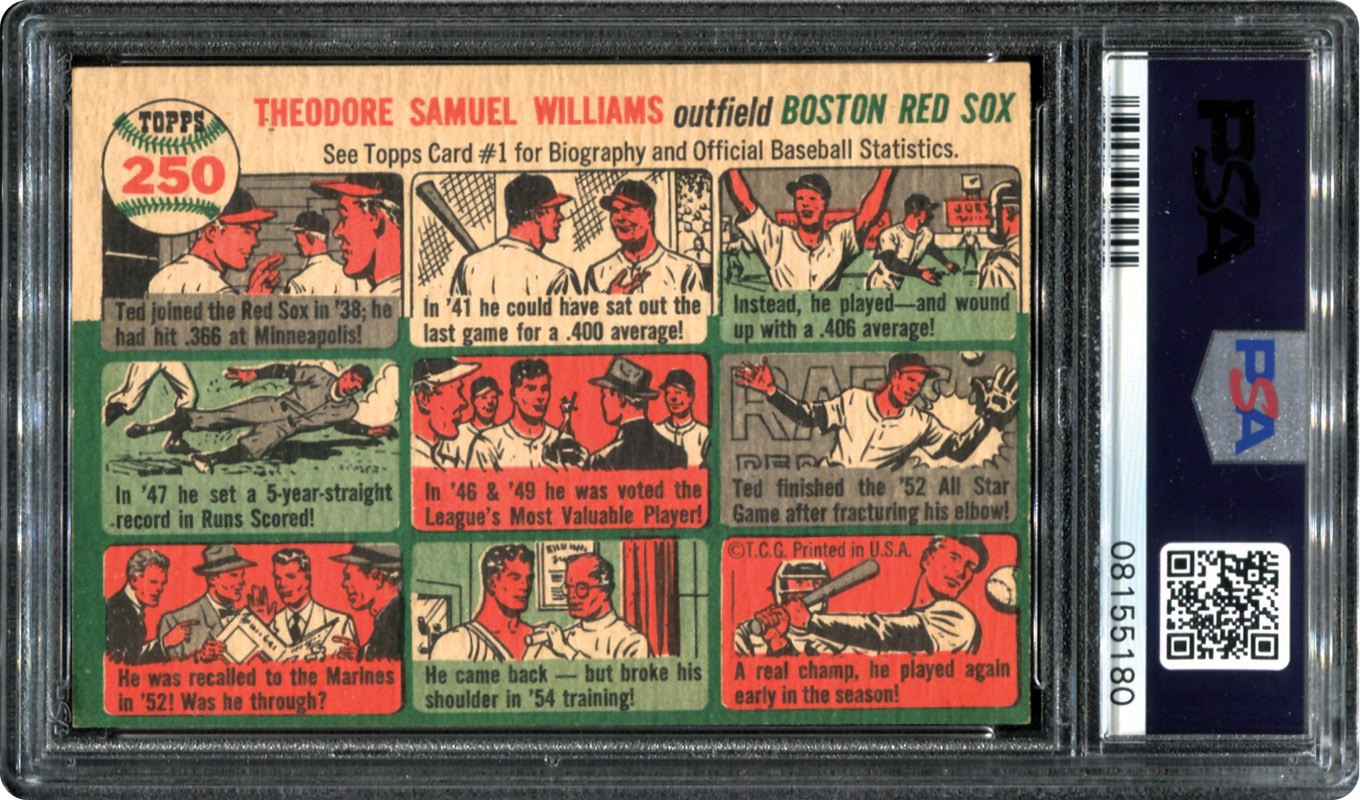 TOPPS
250
THEODORE SAMUEL WILLIAMS outfield BOSTON RED SOX
See Topps Card #1 for Biography and Official Baseball Statistics.
Ted joined the Red Sox in '38; he
had hit .366 at Minneapolis!
In '41 he could have sat out the
last game for a .400 average!
Instead, he played—and wound
up with a .406 average!
In '47 he set a 5-year-straight
record in Runs Scored!
In '46 & '49 he was voted the
League's Most Valuable Player!
Ted finished the '52 All Star
Game after fracturing his elbow!
He was recalled to the Marines
in '52! Was he through?
He came back — but broke his
shoulder in '54 training!
©T.C.G. Printed in U.S.A.
A real champ, he played again
early in the season!
PSA
PSA
08155180